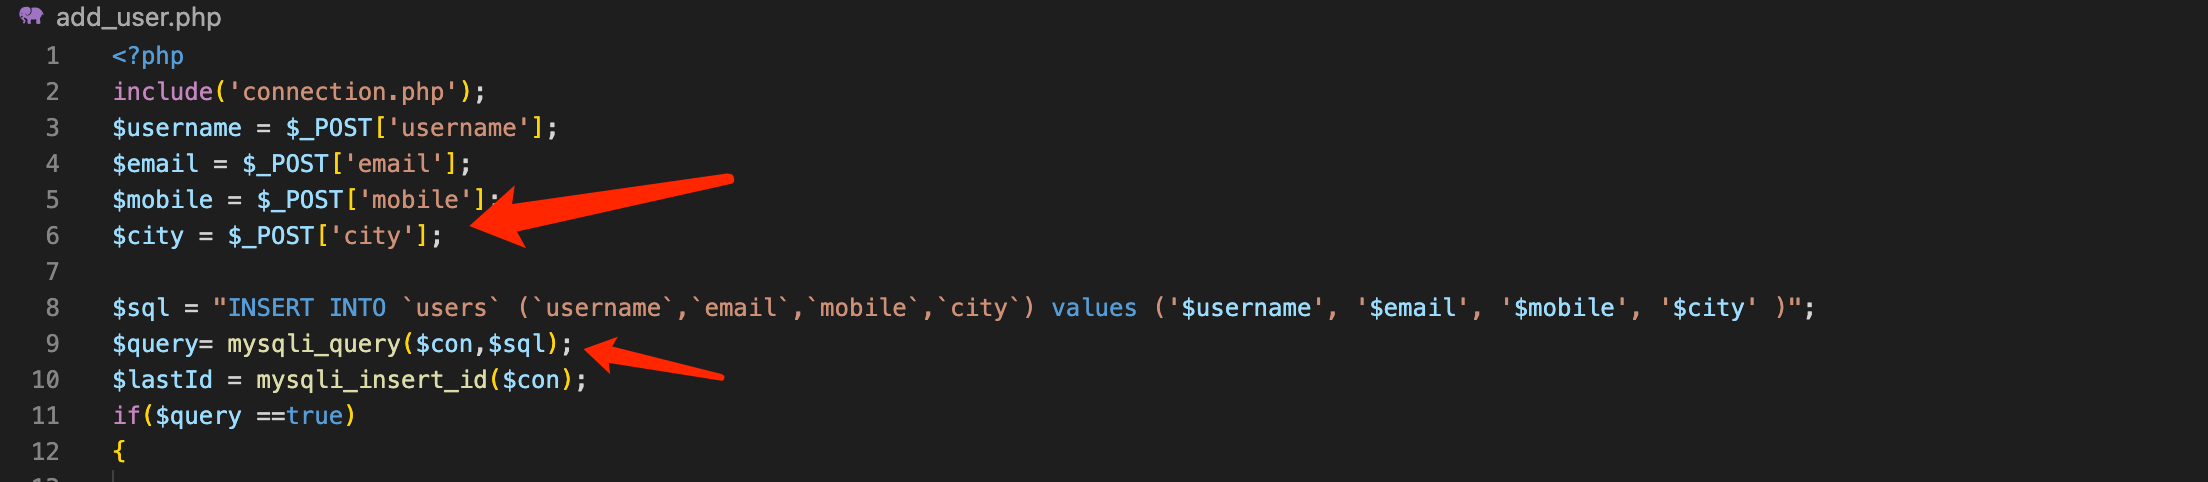 add_user.php
1 <?php
2 include('connection.php');
3 $username = $_POST['username'];
4 $email = $_POST['email'];
5 $mobile = $_POST['mobile'];
6 $city = $_POST['city'];
7
8 $sql = "INSERT INTO `users` (`username`,`email`,`mobile`,`city`) values ('$username', '$email', '$mobile', '$city' )";
9 $query= mysqli_query($con,$sql);
10 $lastId = mysqli_insert_id($con);
11 if($query ==true)
12 {